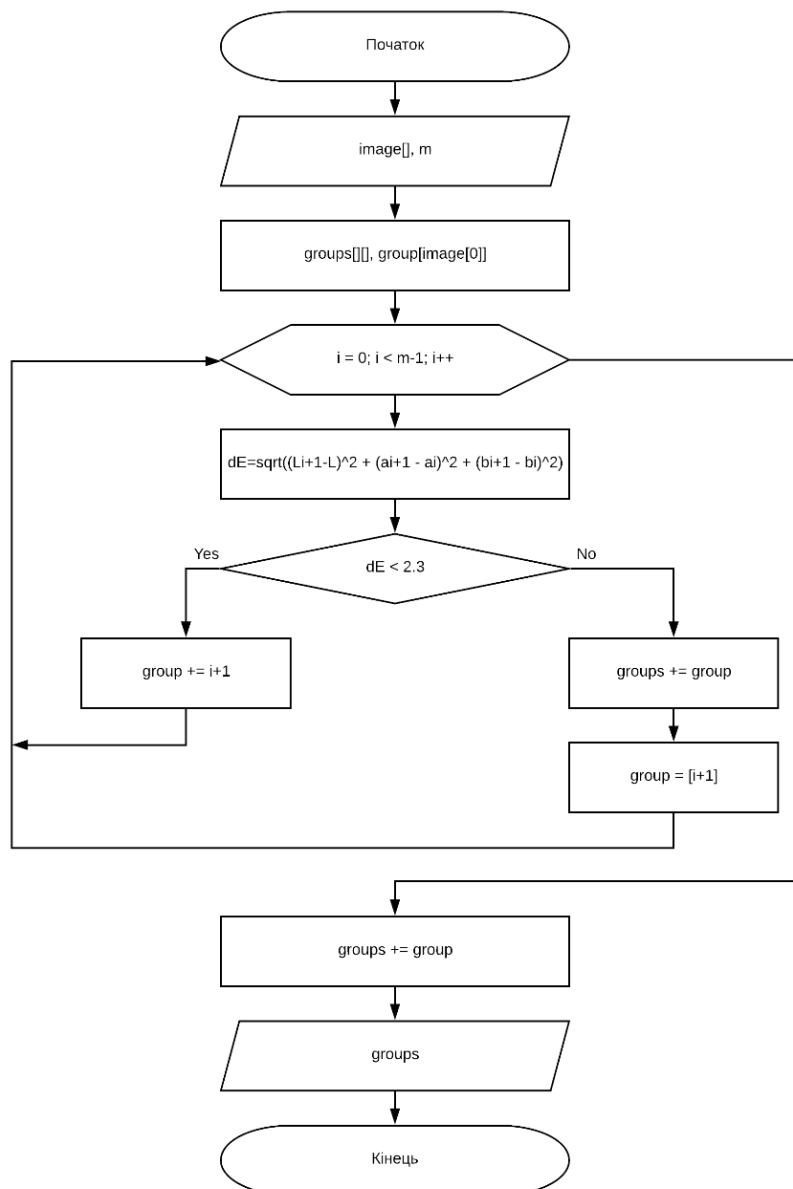 Початок
image[], m
groups[][], group[image[0]]
i = 0; i < m-1; i++
dE=sqrt((Li+1-L)^2 + (ai+1 - ai)^2 + (bi+1 - bi)^2)
Yes
No
dE < 2.3
group += i+1
groups += group
group = [i+1]
groups += group
groups
Кінець